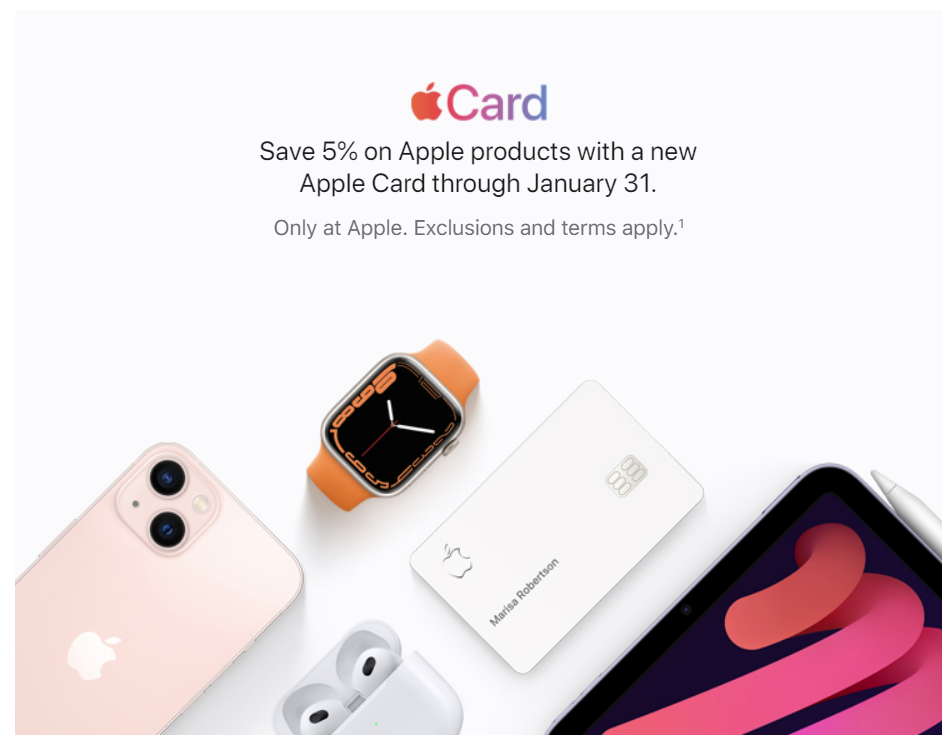 Card
Save 5% on Apple products with a new
Apple Card through January 31.
Only at Apple. Exclusions and terms apply.¹
Marisa Robertson